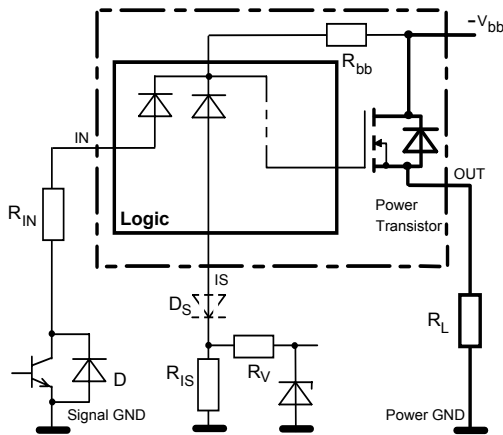 -Vbb
Rbb
IN
Logic
RIN
OUT
Power
Transistor
IS
DS
RL
RV
RIS
D
Signal GND
Power GND